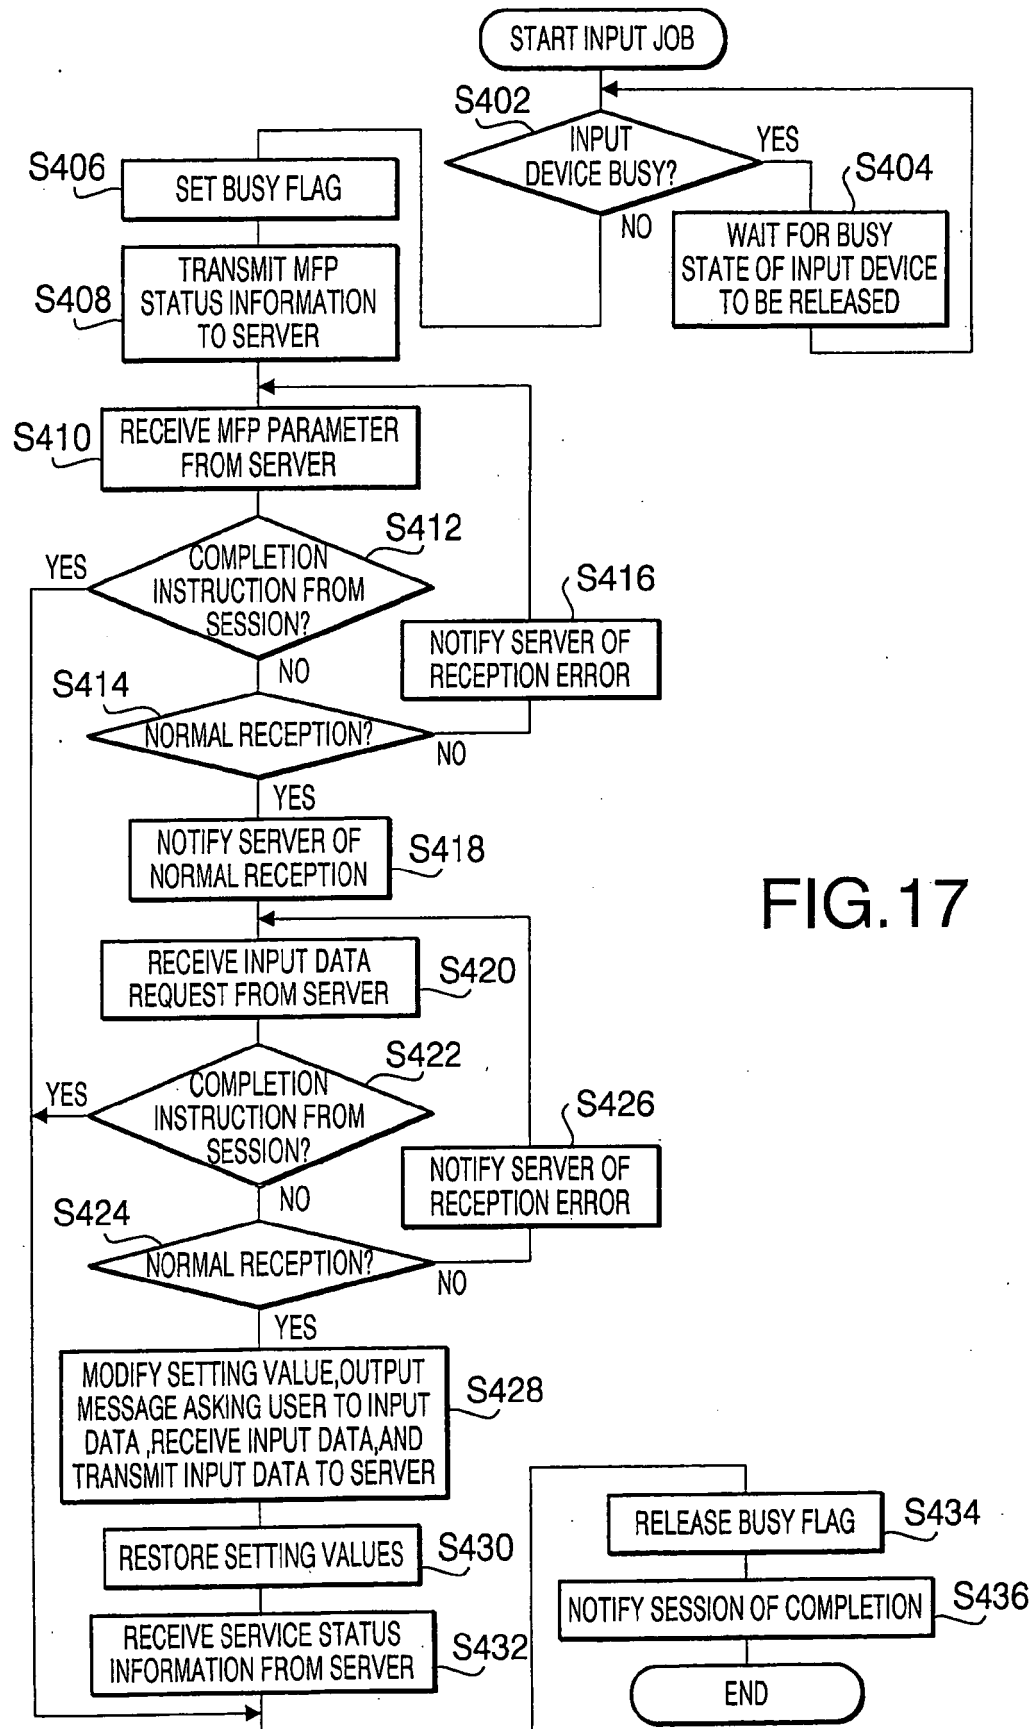 START INPUT JOB
S402
INPUT
DEVICE BUSY?
YES
NO
S404
WAIT FOR BUSY
STATE OF INPUT DEVICE
TO BE RELEASED
S406
SET BUSY FLAG
S408
TRANSMIT MFP
STATUS INFORMATION
TO SERVER
S410
RECEIVE MFP PARAMETER
FROM SERVER
S412
COMPLETION
INSTRUCTION FROM
SESSION?
YES
NO
S416
NOTIFY SERVER OF
RECEPTION ERROR
S414
NORMAL RECEPTION?
NO
YES
NOTIFY SERVER OF
NORMAL RECEPTION
S418
FIG.17
RECEIVE INPUT DATA
REQUEST FROM SERVER
S420
S422
COMPLETION
INSTRUCTION FROM
SESSION?
YES
NO
S426
NOTIFY SERVER OF
RECEPTION ERROR
S424
NORMAL RECEPTION?
NO
YES
MODIFY SETTING VALUE,OUTPUT
MESSAGE ASKING USER TO INPUT
DATA ,RECEIVE INPUT DATA,AND
TRANSMIT INPUT DATA TO SERVER
S428
RESTORE SETTING VALUES
S430
RECEIVE SERVICE STATUS
INFORMATION FROM SERVER
S432
RELEASE BUSY FLAG
S434
NOTIFY SESSION OF COMPLETION
S436
END